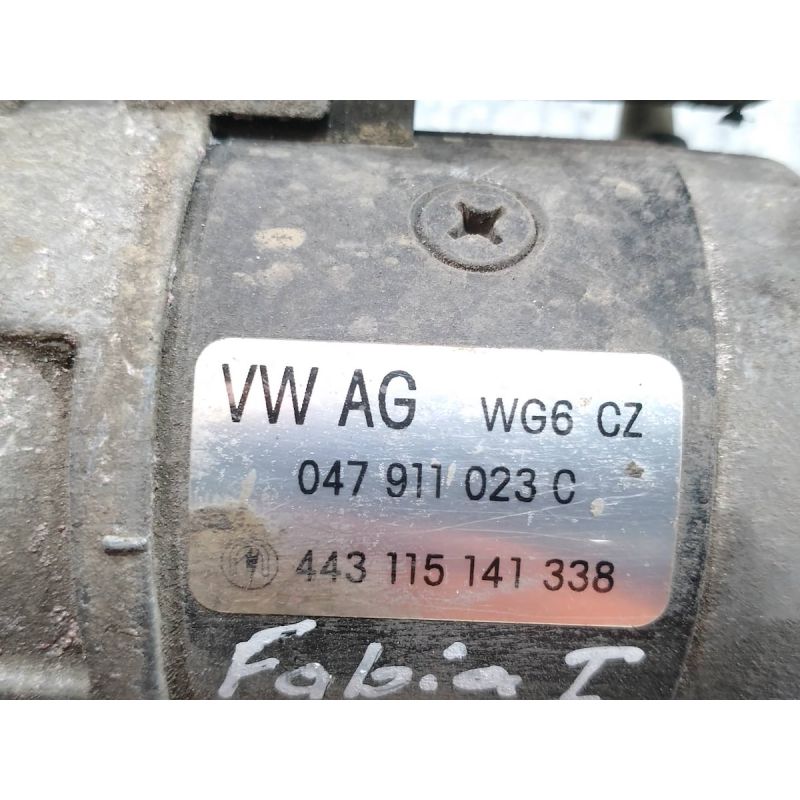 VW AG WG6 CZ
047 911 023 C
443 115 141 338
Fabia I